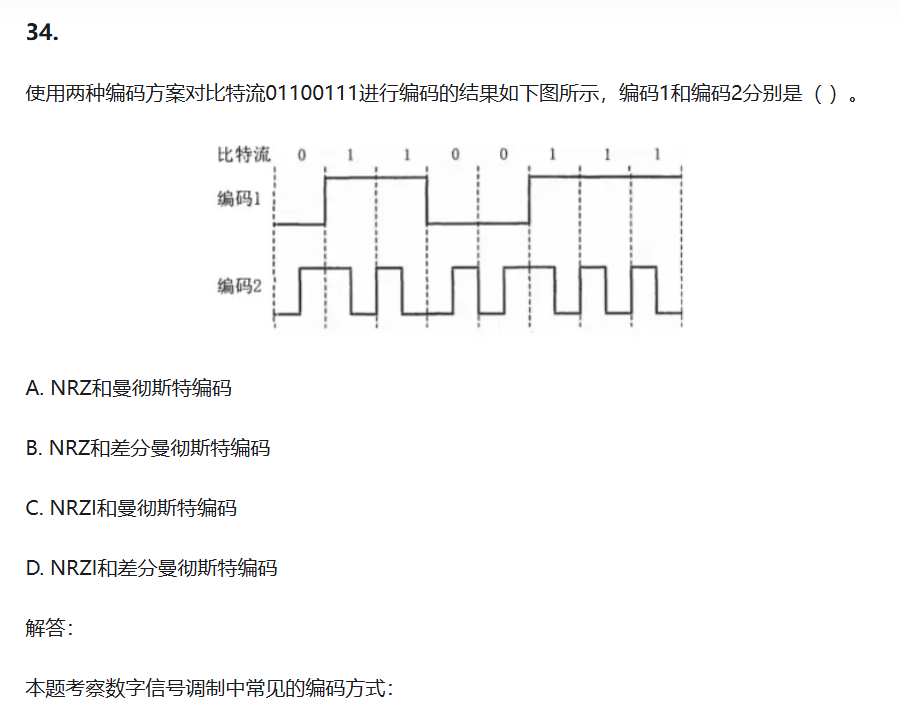 34.
使用两种编码方案对比特流01100111进行编码的结果如下图所示，编码1和编码2分别是（ ）。
比特流 0 1 1 0 0 1 1 1
编码1
编码2
A. NRZ和曼彻斯特编码
B. NRZ和差分曼彻斯特编码
C. NRZI和曼彻斯特编码
D. NRZI和差分曼彻斯特编码
解答：
本题考察数字信号调制中常见的编码方式：